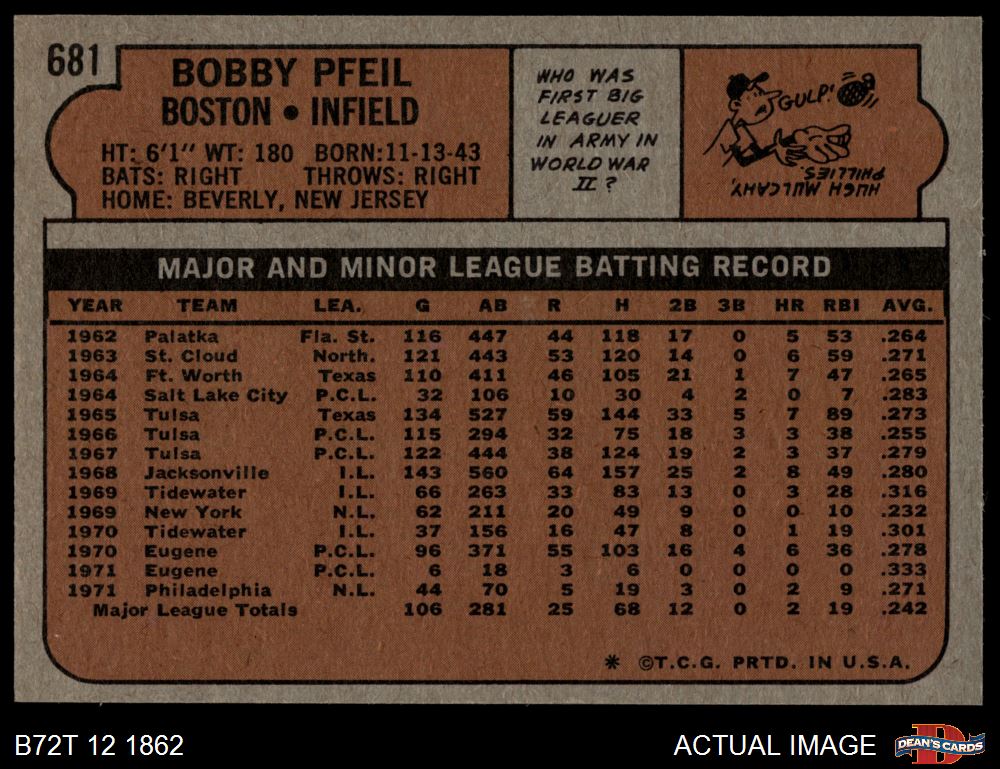 681
BOBBY PFEIL
BOSTON • INFIELD
HT: 6'1" WT: 180 BORN:11-13-43
BATS: RIGHT THROWS: RIGHT
HOME: BEVERLY, NEW JERSEY
WHO WAS
FIRST BIG
LEAGUER
IN ARMY IN
WORLD WAR
II ?
GULP!
HUGH MULCAHY,
PHILLIES
MAJOR AND MINOR LEAGUE BATTING RECORD
YEAR TEAM LEA. G AB R H 2B 3B HR RBI AVG.
1962 Palatka Fla. St. 116 447 44 118 17 0 5 53 .264
1963 St. Cloud North. 121 443 53 120 14 0 6 59 .271
1964 Ft. Worth Texas 110 411 46 105 21 1 7 47 .265
1964 Salt Lake City P.C.L. 32 106 10 30 4 2 0 7 .283
1965 Tulsa Texas 134 527 59 144 33 5 7 89 .273
1966 Tulsa P.C.L. 115 294 32 75 18 3 3 38 .255
1967 Tulsa P.C.L. 122 444 38 124 19 2 3 37 .279
1968 Jacksonville I.L. 143 560 64 157 25 2 8 49 .280
1969 Tidewater I.L. 66 263 33 83 13 0 3 28 .316
1969 New York N.L. 62 211 20 49 9 0 0 10 .232
1970 Tidewater I.L. 37 156 16 47 8 0 1 19 .301
1970 Eugene P.C.L. 96 371 55 103 16 4 6 36 .278
1971 Eugene P.C.L. 6 18 3 6 0 0 0 0 .333
1971 Philadelphia N.L. 44 70 5 19 3 0 2 9 .271
Major League Totals 106 281 25 68 12 0 2 19 .242
* ©T.C.G. PRTD. IN U.S.A.
B72T 12 1862
ACTUAL IMAGE
D
DEAN'S CARDS